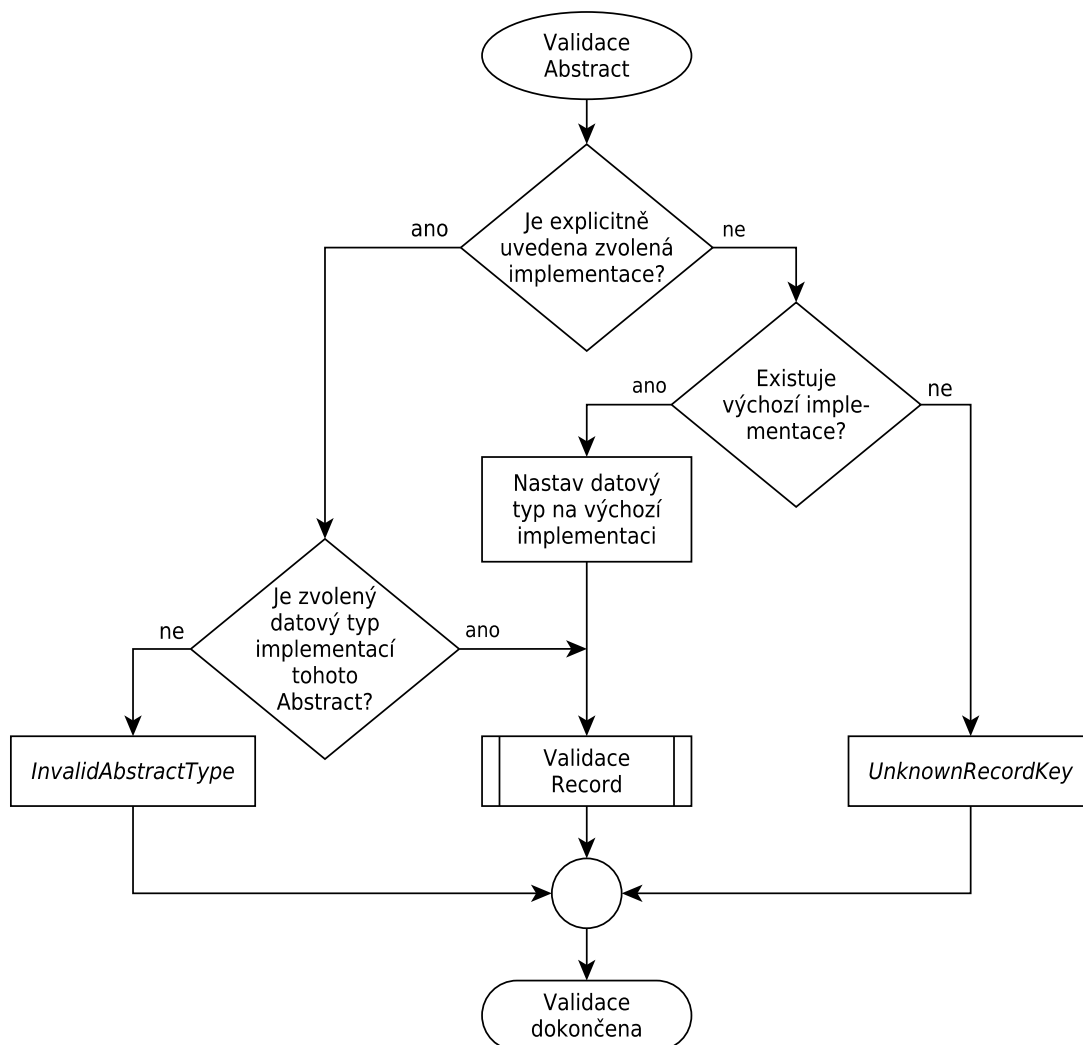 Validace
Abstract
Je explicitně
uvedena zvolená
implementace?
ano
ne
Existuje
výchozí imple-
mentace?
ano
ne
Nastav datový
typ na výchozí
implementaci
Je zvolený
datový typ
implementací
tohoto
Abstract?
ne
ano
InvalidAbstractType
Validace
Record
UnknownRecordKey
Validace
dokončena